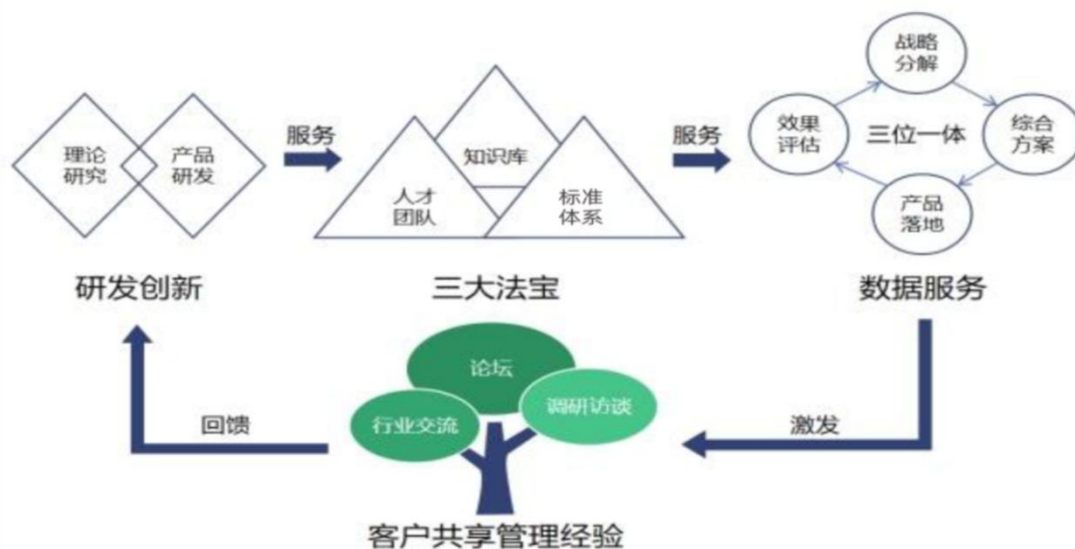 理论
研究
产品
研发
服务
知识库
人才
团队
标准
体系
服务
战略
分解
效果
评估
三位一体
综合
方案
产品
落地
研发创新
三大法宝
数据服务
论坛
行业交流
调研访谈
回馈
激发
客户共享管理经验